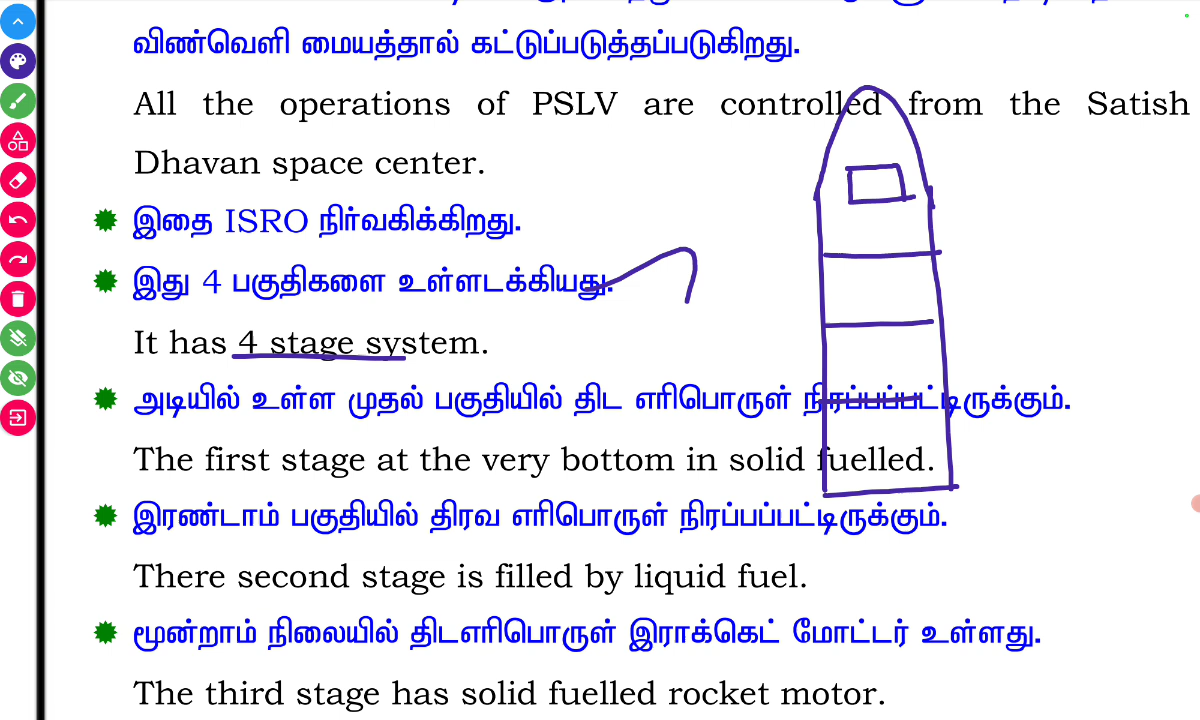 விண்வெளி மையத்தால் கட்டுப்படுத்தப்படுகிறது.
All the operations of PSLV are controlled from the Satish
Dhavan space center.
இதை ISRO நிர்வகிக்கிறது.
இது 4 பகுதிகளை உள்ளடக்கியது.
It has 4 stage system.
அடியில் உள்ள முதல் பகுதியில் திட எரிபொருள் நிரப்பப்பட்டிருக்கும்.
The first stage at the very bottom in solid fuelled.
இரண்டாம் பகுதியில் திரவ எரிபொருள் நிரப்பப்பட்டிருக்கும்.
There second stage is filled by liquid fuel.
மூன்றாம் நிலையில் திடஎரிபொருள் இராக்கெட் மோட்டர் உள்ளது.
The third stage has solid fuelled rocket motor.